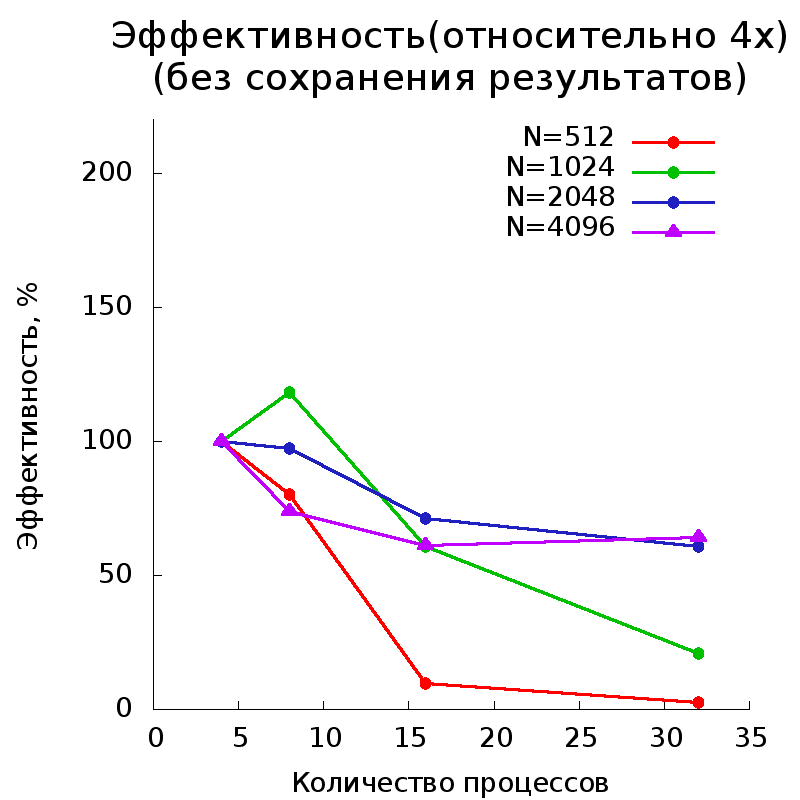 Эффективность(относительно 4x)
(без сохранения результатов)
N=512
N=1024
N=2048
N=4096
200
150
100
50
0
Эффективность, %
0 5 10 15 20 25 30 35
Количество процессов